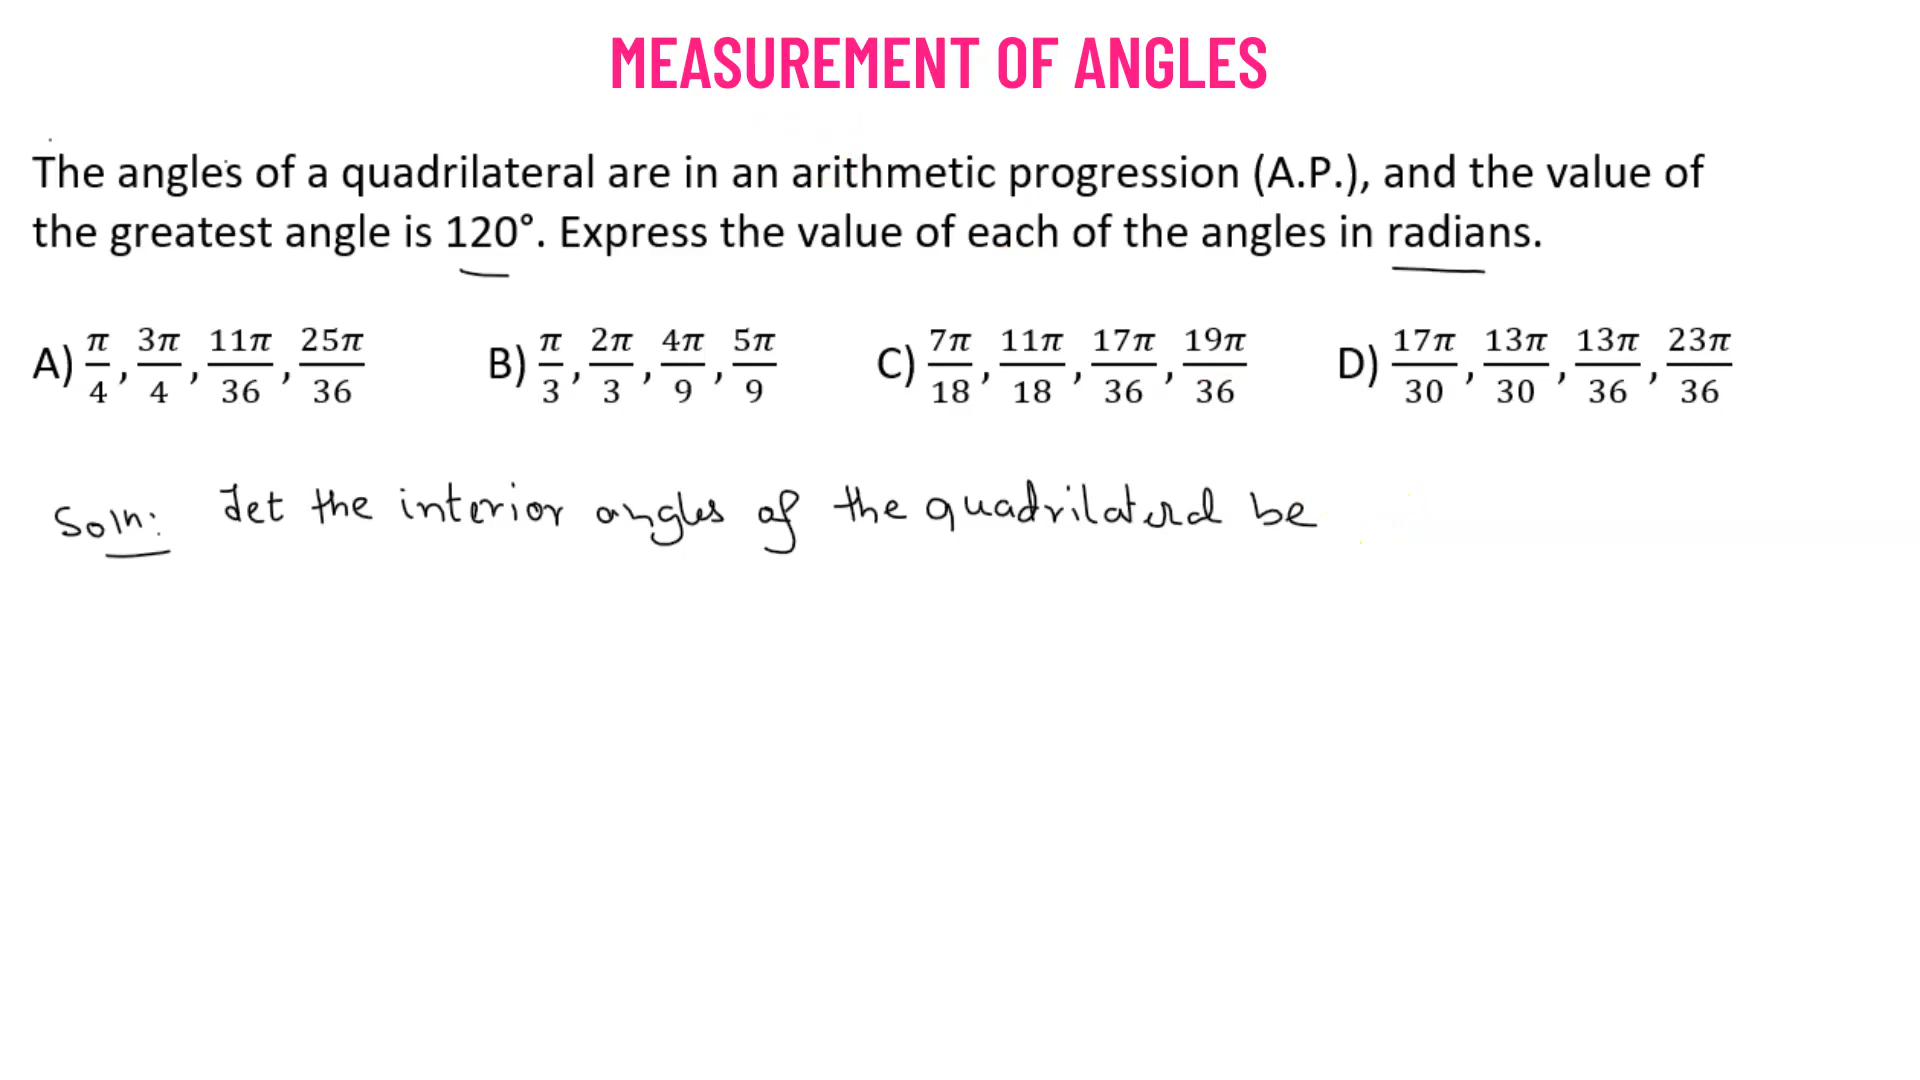 MEASUREMENT OF ANGLES
The angles of a quadrilateral are in an arithmetic progression (A.P.), and the value of
the greatest angle is 120°. Express the value of each of the angles in radians.
A) π/4, 3π/4, 11π/36, 25π/36 B) π/3, 2π/3, 4π/9, 5π/9 C) 7π/18, 11π/18, 17π/36, 19π/36 D) 17π/30, 13π/30, 13π/36, 23π/36
Soln: Let the interior angles of the quadrilateral be